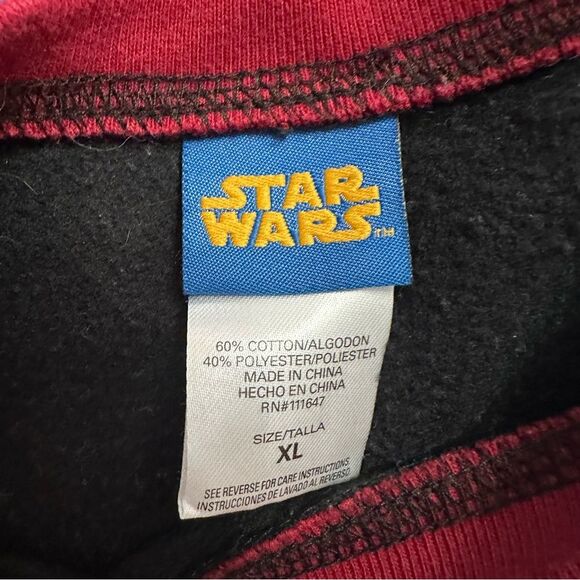 STAR
WARS TM
60% COTTON/ALGODON
40% POLYESTER/POLIESTER
MADE IN CHINA
HECHO EN CHINA
RN#111647
SIZE/TALLA
XL
SEE REVERSE FOR CARE INSTRUCTIONS
INSTRUCCIONES DE LAVADO AL REVERSO